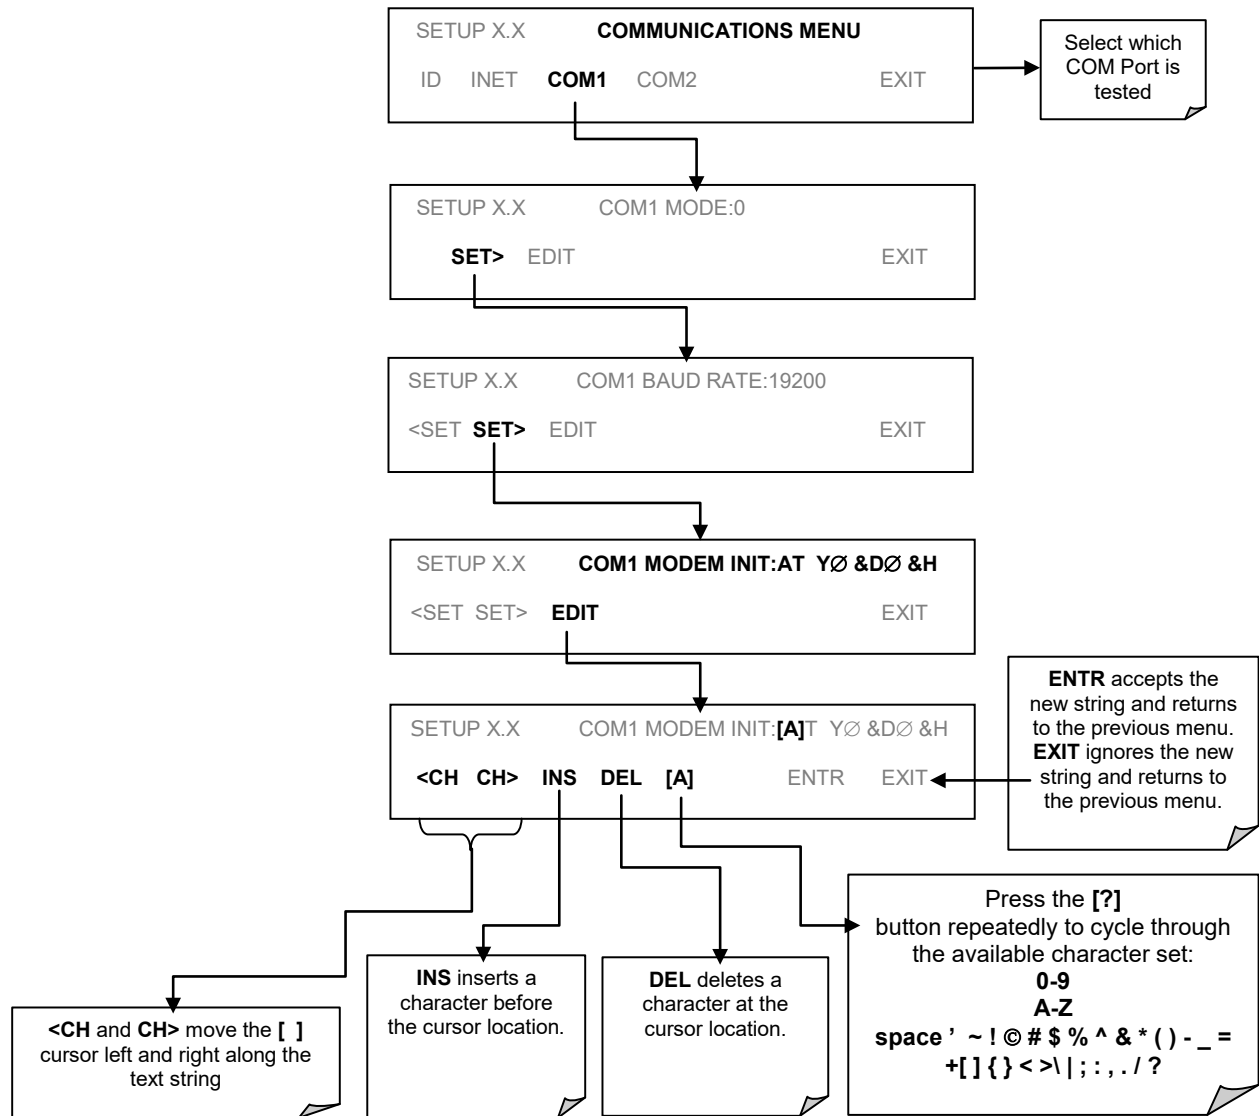 SETUP X.X COMMUNICATIONS MENU
ID INET COM1 COM2 EXIT
Select which
COM Port is
tested
SETUP X.X COM1 MODE:0
SET> EDIT EXIT
SETUP X.X COM1 BAUD RATE:19200
<SET SET> EDIT EXIT
SETUP X.X COM1 MODEM INIT:AT Y∅ &D∅ &H
<SET SET> EDIT EXIT
SETUP X.X COM1 MODEM INIT:[A]T Y∅ &D∅ &H
<CH CH> INS DEL [A] ENTR EXIT
ENTR accepts the
new string and returns
to the previous menu.
EXIT ignores the new
string and returns to
the previous menu.
<CH and CH> move the [ ]
cursor left and right along the
text string
INS inserts a
character before
the cursor location.
DEL deletes a
character at the
cursor location.
Press the [?]
button repeatedly to cycle through
the available character set:
0-9
A-Z
space ’ ~ ! © # $ % ^ & * ( ) - _ =
+[ ] { } < >\ | ; : , . / ?